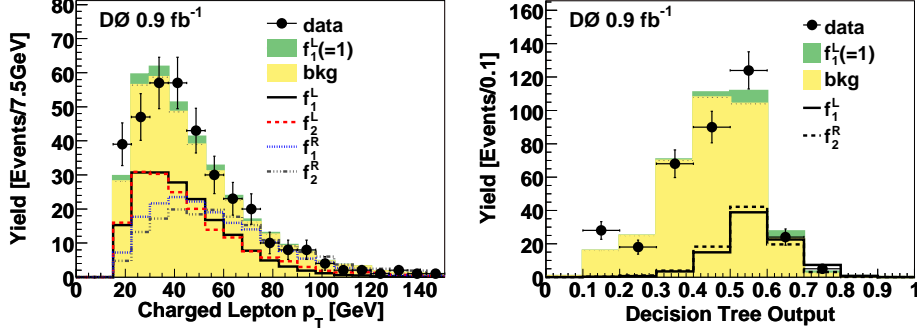 DØ 0.9 fb⁻¹
data
f₁ᴸ(=1)
bkg
f₁ᴸ
f₂ᴸ
f₁ᴿ
f₂ᴿ
Yield [Events/7.5GeV]
80
70
60
50
40
30
20
10
0
0 20 40 60 80 100 120 140
Charged Lepton p_T [GeV]
DØ 0.9 fb⁻¹
data
f₁ᴸ(=1)
bkg
f₁ᴸ
f₂ᴿ
Yield [Events/0.1]
160
140
120
100
80
60
40
20
0
0 0.1 0.2 0.3 0.4 0.5 0.6 0.7 0.8 0.9 1
Decision Tree Output